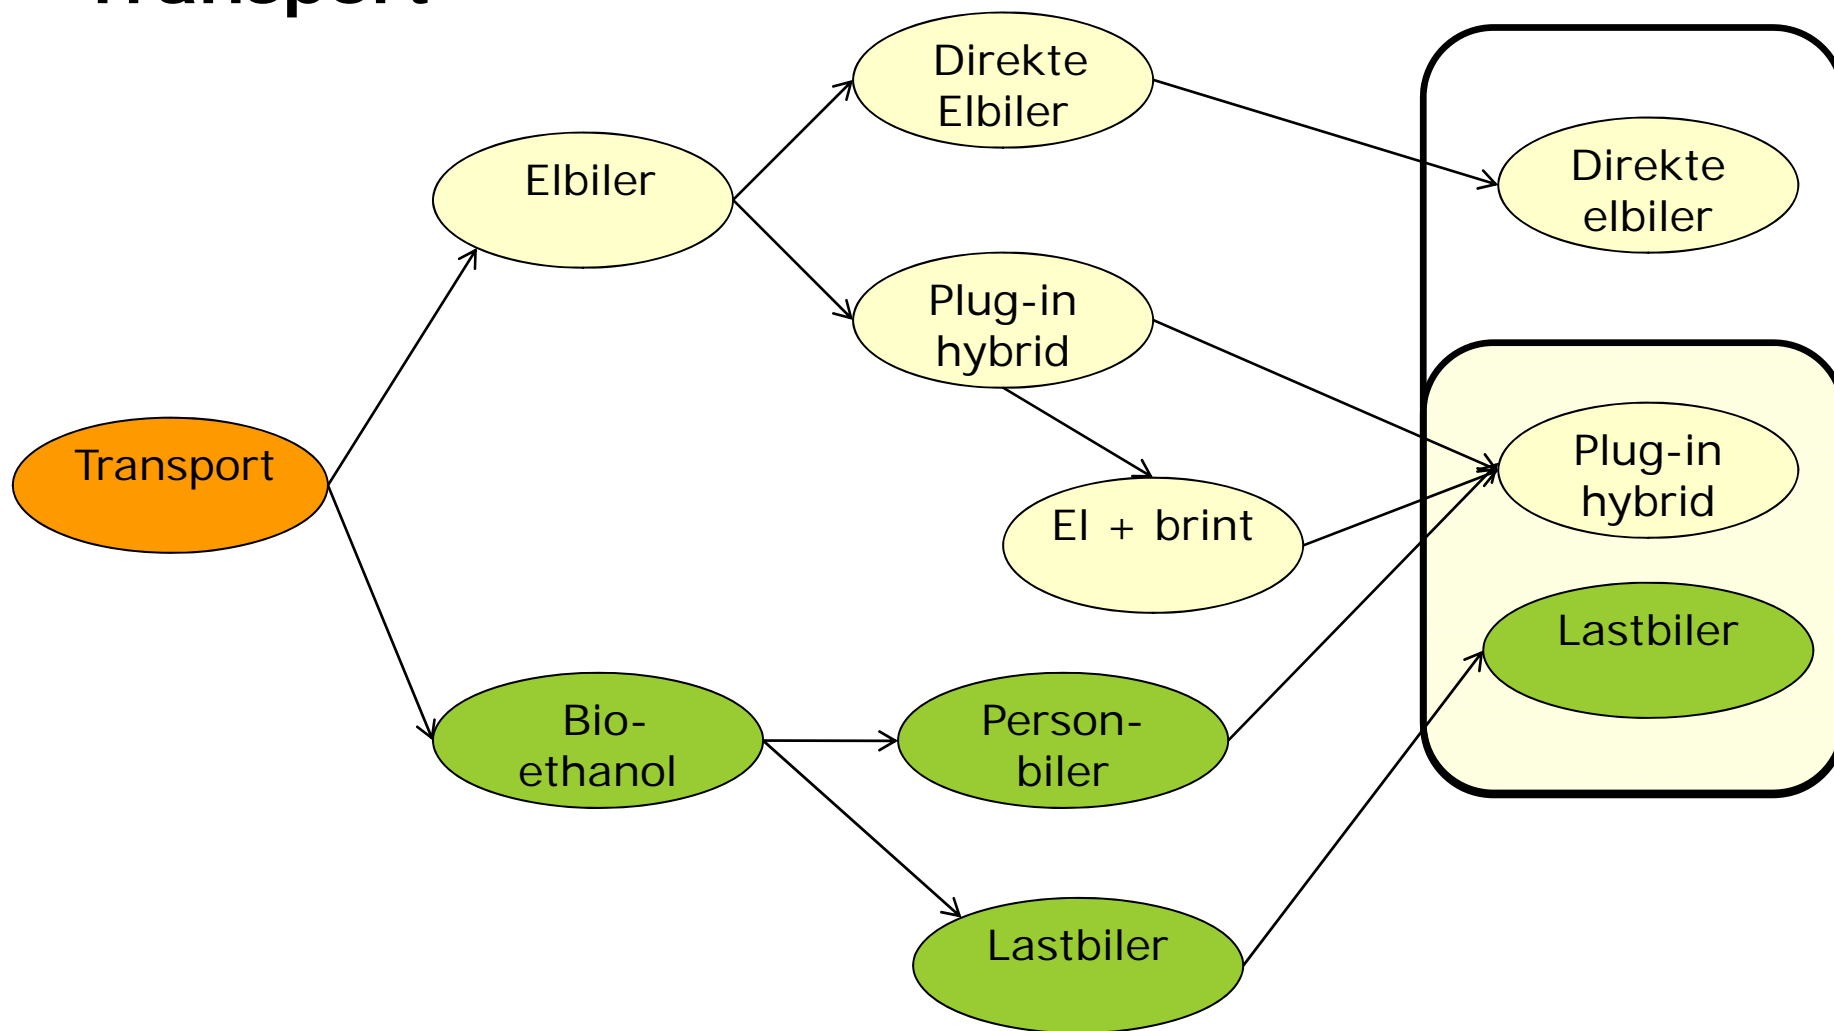 Transport
Direkte
Elbiler
Elbiler
Direkte
elbiler
Plug-in
hybrid
Transport
Plug-in
hybrid
El + brint
Lastbiler
Bio-
ethanol
Person-
biler
Lastbiler